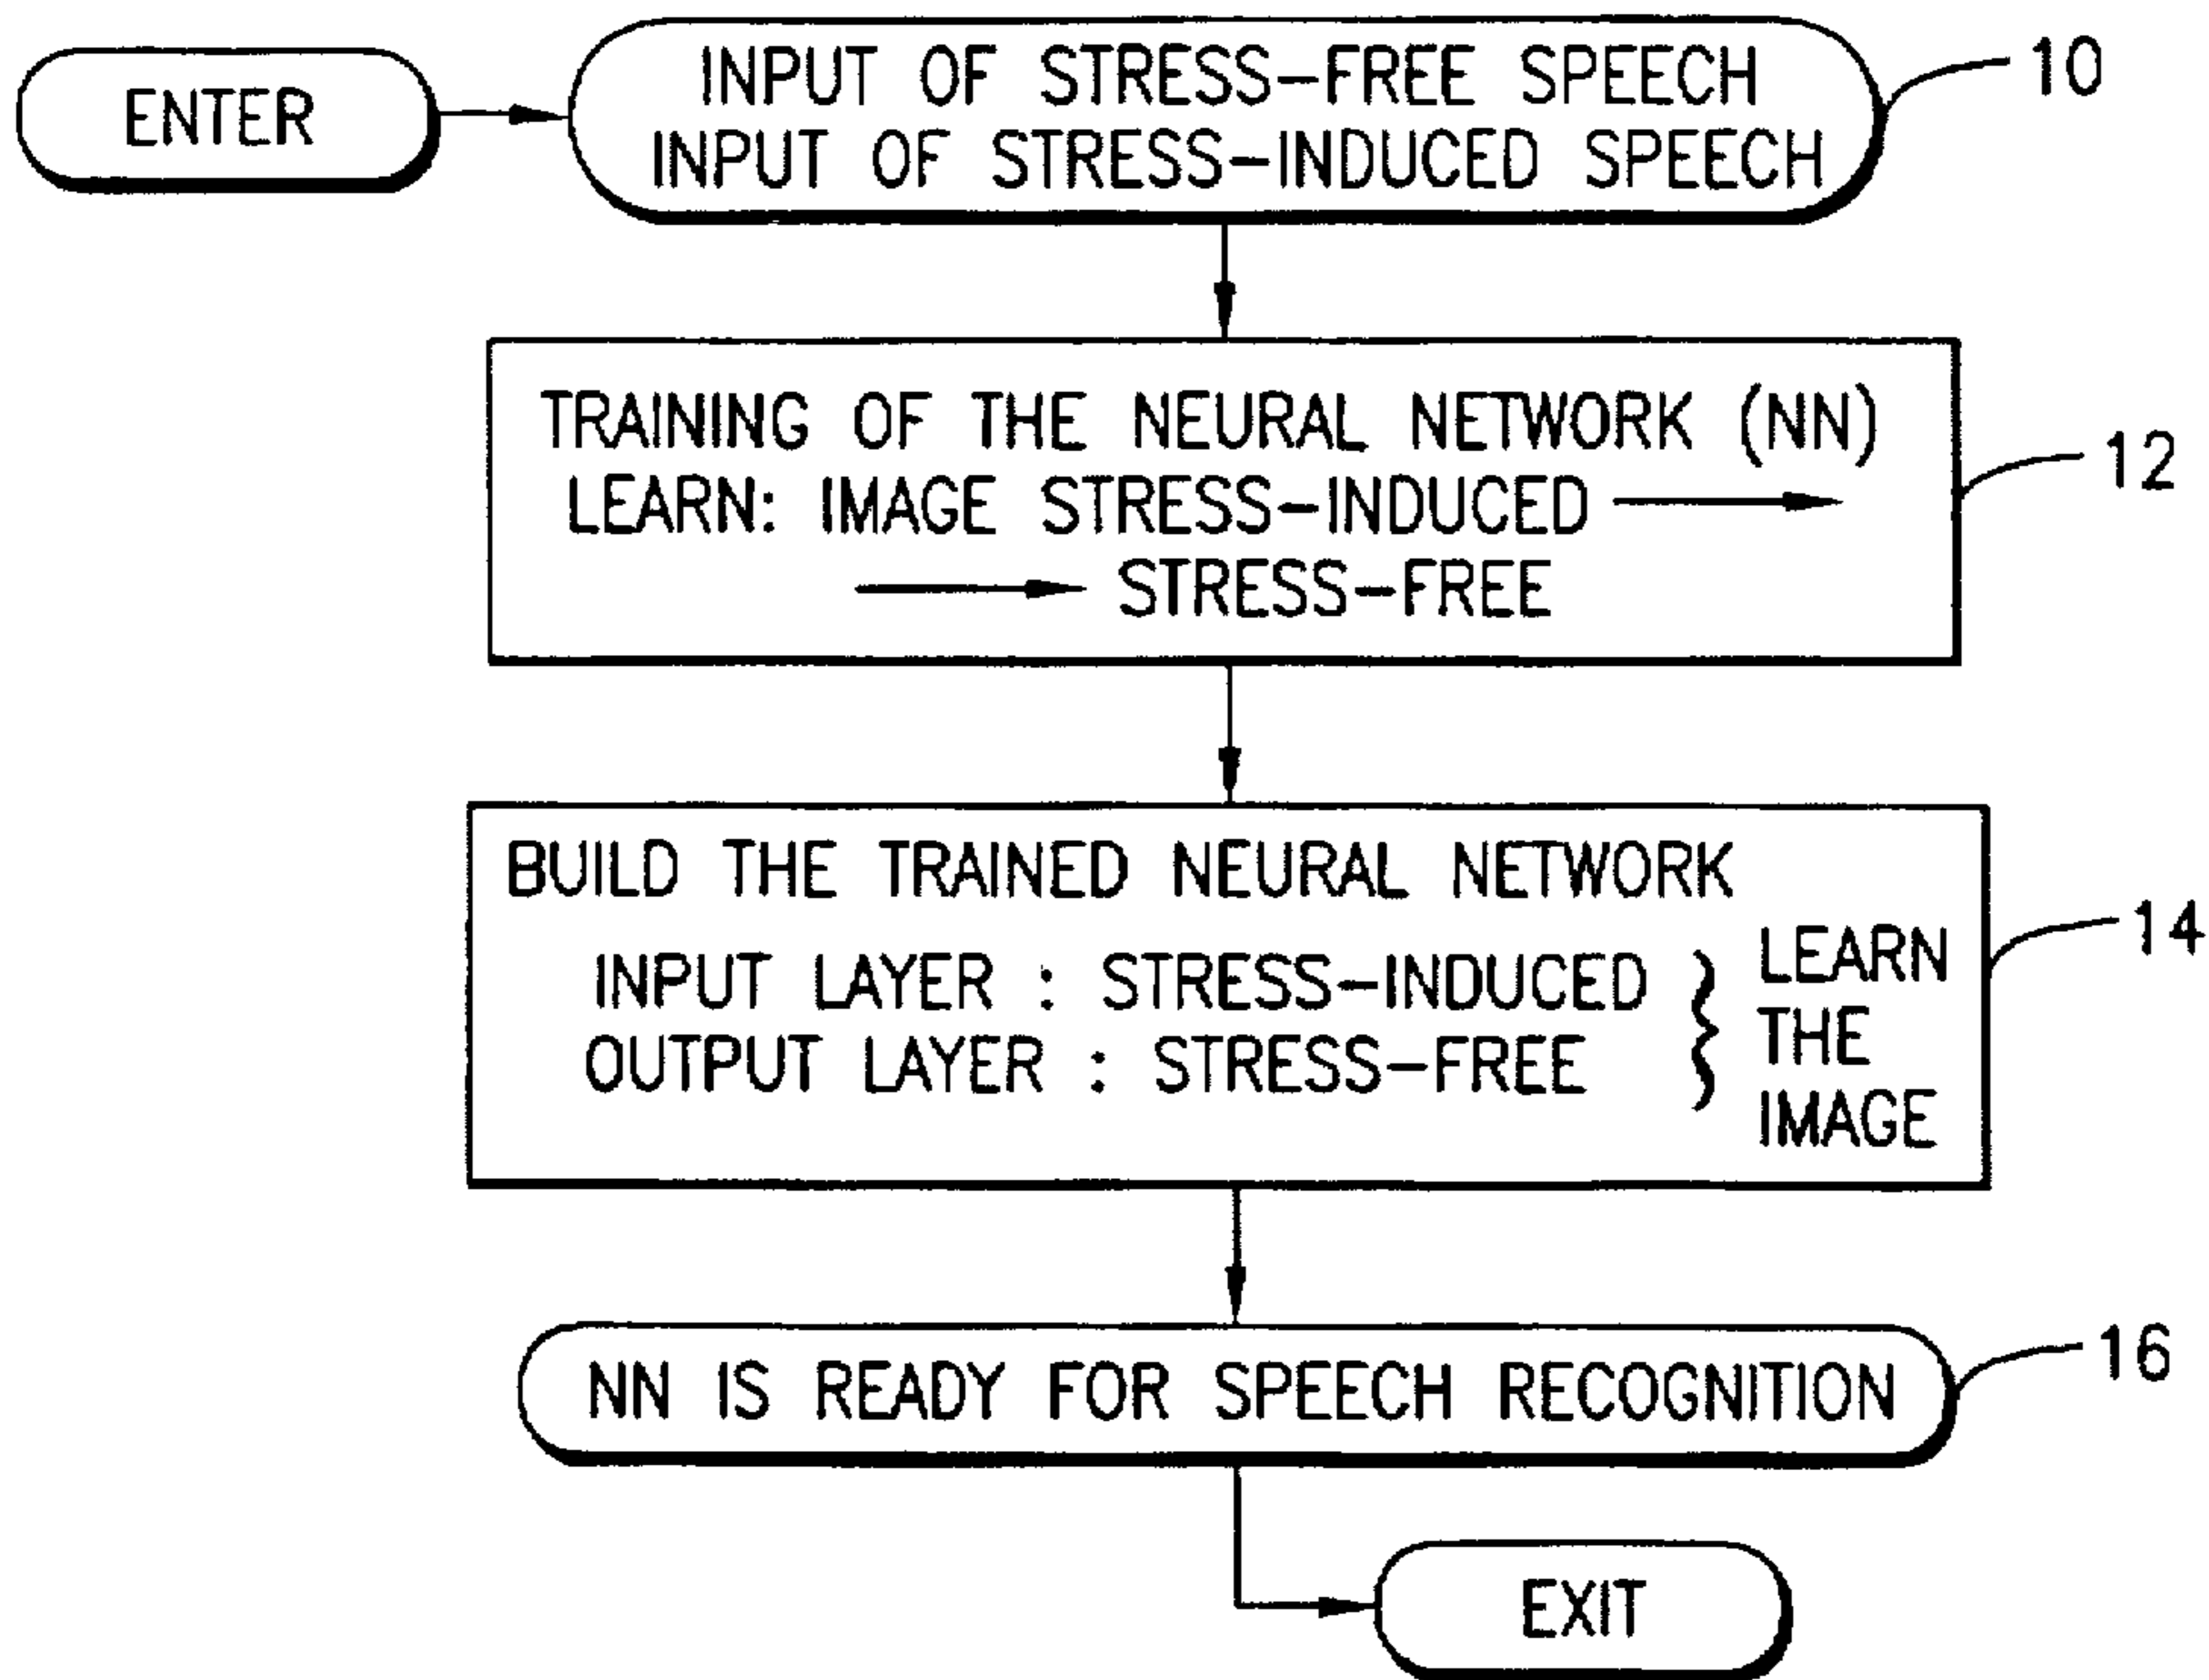 ENTER
INPUT OF STRESS-FREE SPEECH
INPUT OF STRESS-INDUCED SPEECH
10
TRAINING OF THE NEURAL NETWORK (NN)
LEARN: IMAGE STRESS-INDUCED ⟶
⟶ STRESS-FREE
12
BUILD THE TRAINED NEURAL NETWORK
INPUT LAYER : STRESS-INDUCED
OUTPUT LAYER : STRESS-FREE
}
LEARN
THE
IMAGE
14
NN IS READY FOR SPEECH RECOGNITION
16
EXIT